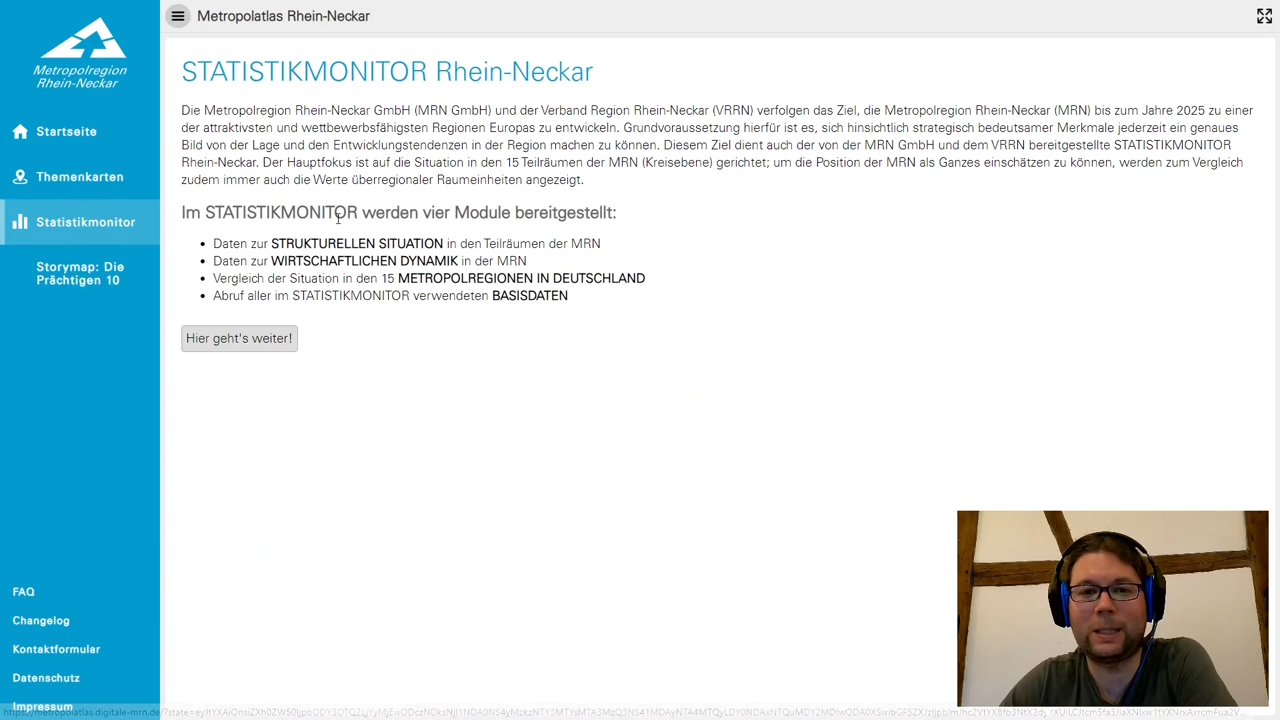 Metropolatlas Rhein-Neckar
Metropolregion
Rhein-Neckar
Startseite
Themenkarten
Statistikmonitor
Storymap: Die
Prächtigen 10
FAQ
Changelog
Kontaktformular
Datenschutz
Impressum
STATISTIKMONITOR Rhein-Neckar
Die Metropolregion Rhein-Neckar GmbH (MRN GmbH) und der Verband Region Rhein-Neckar (VRRN) verfolgen das Ziel, die Metropolregion Rhein-Neckar (MRN) bis zum Jahre 2025 zu einer
der attraktivsten und wettbewerbsfähigsten Regionen Europas zu entwickeln. Grundvoraussetzung hierfür ist es, sich hinsichtlich strategisch bedeutsamer Merkmale jederzeit ein genaues
Bild von der Lage und den Entwicklungstendenzen in der Region machen zu können. Diesem Ziel dient auch der von der MRN GmbH und dem VRRN bereitgestellte STATISTIKMONITOR
Rhein-Neckar. Der Hauptfokus ist auf die Situation in den 15 Teilräumen der MRN (Kreisebene) gerichtet; um die Position der MRN als Ganzes einschätzen zu können, werden zum Vergleich
zudem immer auch die Werte überregionaler Raumeinheiten angezeigt.
Im STATISTIKMONITOR werden vier Module bereitgestellt:
• Daten zur STRUKTURELLEN SITUATION in den Teilräumen der MRN
• Daten zur WIRTSCHAFTLICHEN DYNAMIK in der MRN
• Vergleich der Situation in den 15 METROPOLREGIONEN IN DEUTSCHLAND
• Abruf aller im STATISTIKMONITOR verwendeten BASISDATEN
Hier geht's weiter!